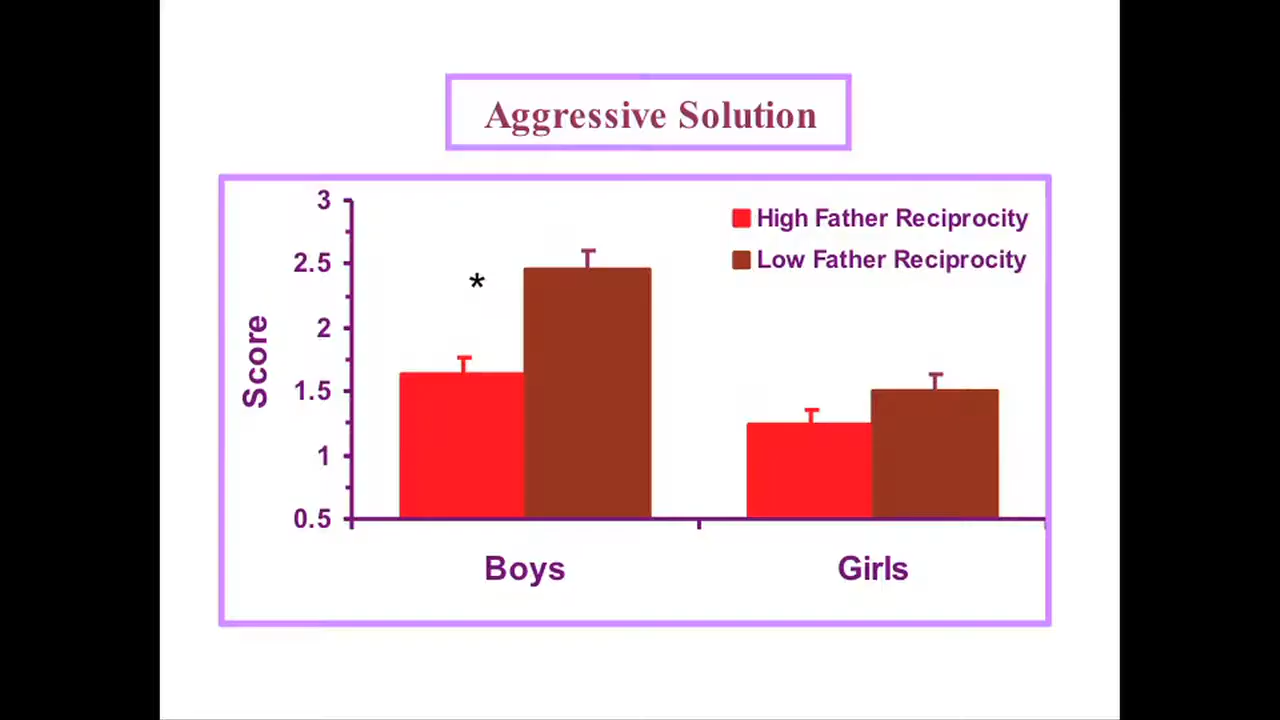 Aggressive Solution
3
2.5
2
1.5
1
0.5
Score
*
High Father Reciprocity
Low Father Reciprocity
Boys
Girls